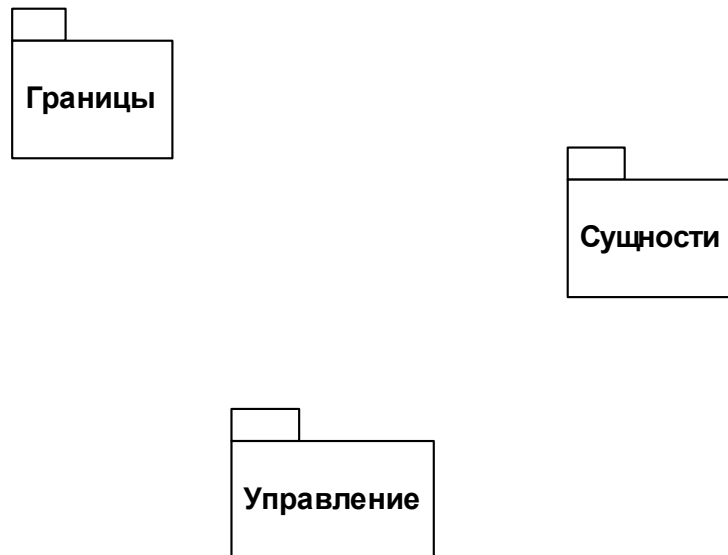 Границы
Сущности
Управление